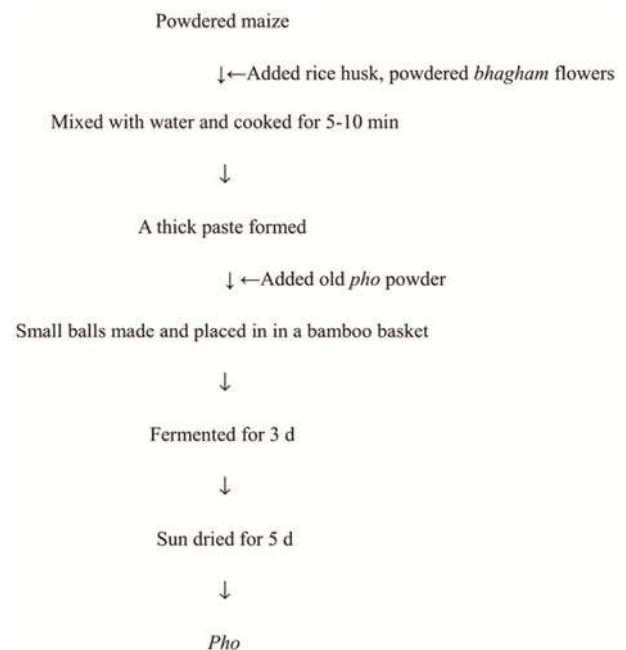 Powdered maize
↓←Added rice husk, powdered bhagham flowers
Mixed with water and cooked for 5-10 min
↓
A thick paste formed
↓←Added old pho powder
Small balls made and placed in in a bamboo basket
↓
Fermented for 3 d
↓
Sun dried for 5 d
↓
Pho